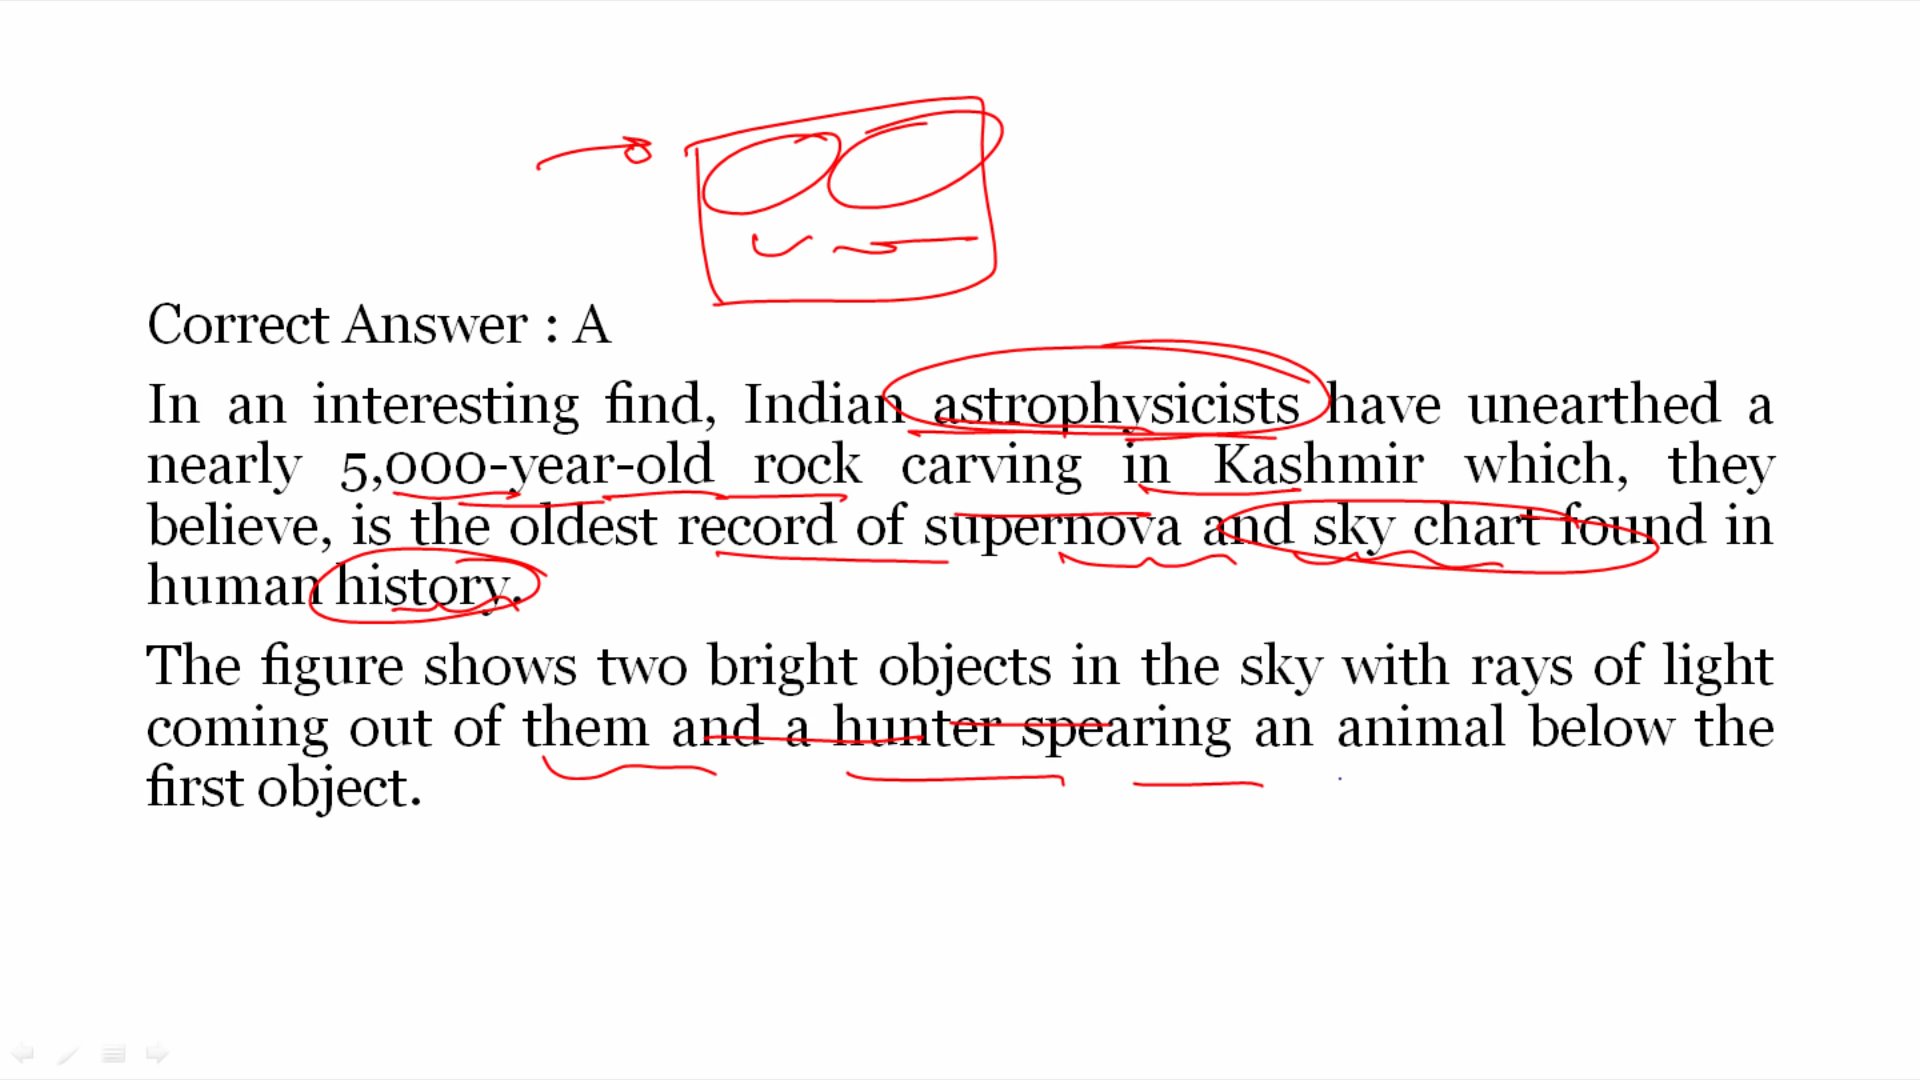 Correct Answer : A
In an interesting find, Indian astrophysicists have unearthed a
nearly 5,000-year-old rock carving in Kashmir which, they
believe, is the oldest record of supernova and sky chart found in
human history.
The figure shows two bright objects in the sky with rays of light
coming out of them and a hunter spearing an animal below the
first object.